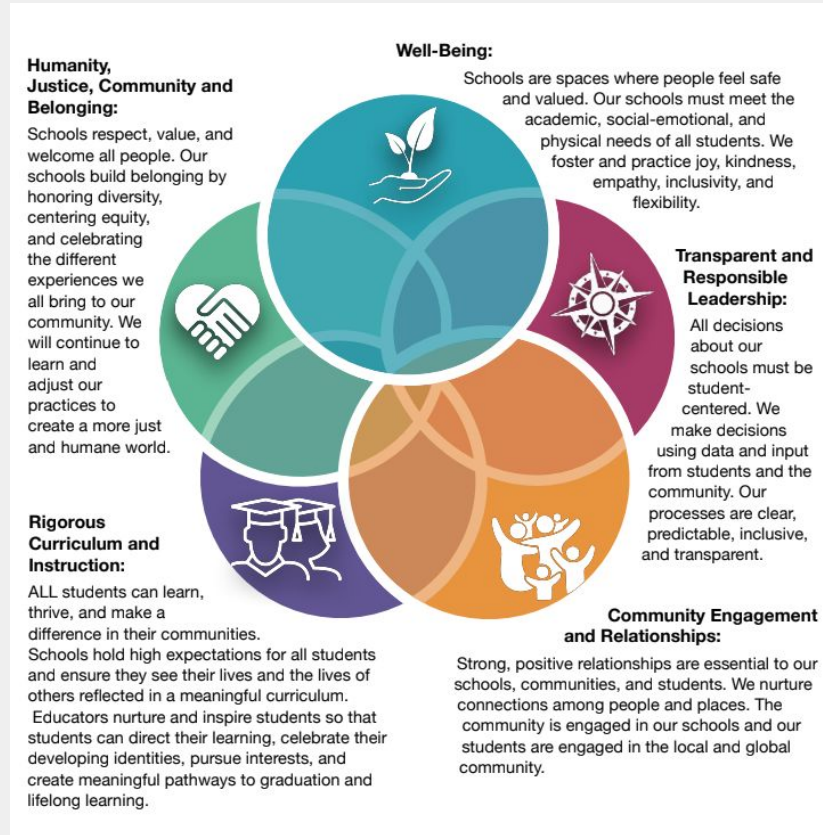 Humanity,
Justice, Community and
Belonging:
Schools respect, value, and
welcome all people. Our
schools build belonging by
honoring diversity,
centering equity,
and celebrating
the different
experiences we
all bring to our
community. We
will continue to
learn and
adjust our
practices to
create a more just
and humane world.
Well-Being:
Schools are spaces where people feel safe
and valued. Our schools must meet the
academic, social-emotional, and
physical needs of all students. We
foster and practice joy, kindness,
empathy, inclusivity, and
flexibility.
Transparent and
Responsible
Leadership:
All decisions
about our
schools must be
student-
centered. We
make decisions
using data and input
from students and the
community. Our
processes are clear,
predictable, inclusive,
and transparent.
Rigorous
Curriculum and
Instruction:
ALL students can learn,
thrive, and make a
difference in their communities.
Schools hold high expectations for all students
and ensure they see their lives and the lives of
others reflected in a meaningful curriculum.
Educators nurture and inspire students so that
students can direct their learning, celebrate their
developing identities, pursue interests, and
create meaningful pathways to graduation and
lifelong learning.
Community Engagement
and Relationships:
Strong, positive relationships are essential to our
schools, communities, and students. We nurture
connections among people and places. The
community is engaged in our schools and our
students are engaged in the local and global
community.